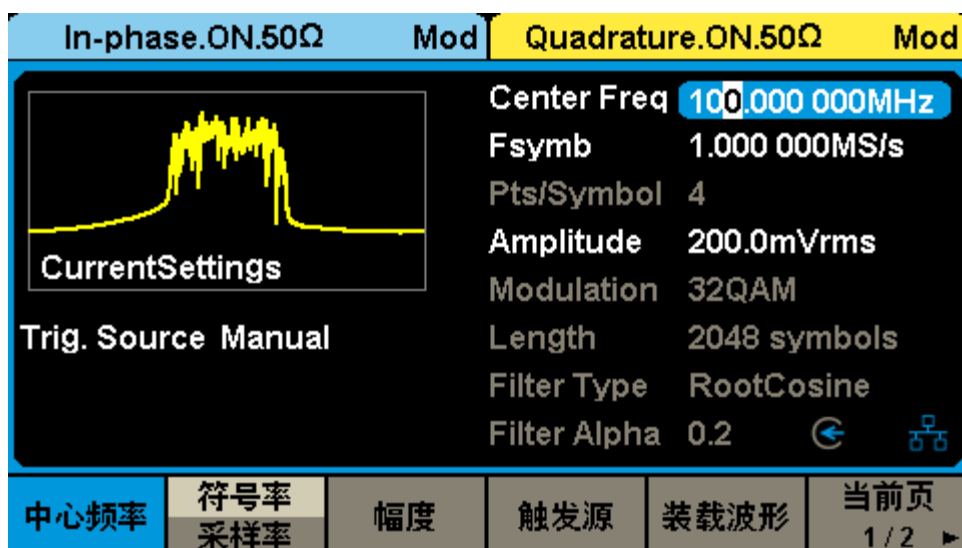 In-phase.ON.50Ω Mod
Quadrature.ON.50Ω Mod
CurrentSettings
Trig. Source Manual
Center Freq 100.000 000MHz
Fsymb 1.000 000MS/s
Pts/Symbol 4
Amplitude 200.0mVrms
Modulation 32QAM
Length 2048 symbols
Filter Type RootCosine
Filter Alpha 0.2
中心频率
符号率
采样率
幅度
触发源
装载波形
当前页
1/2